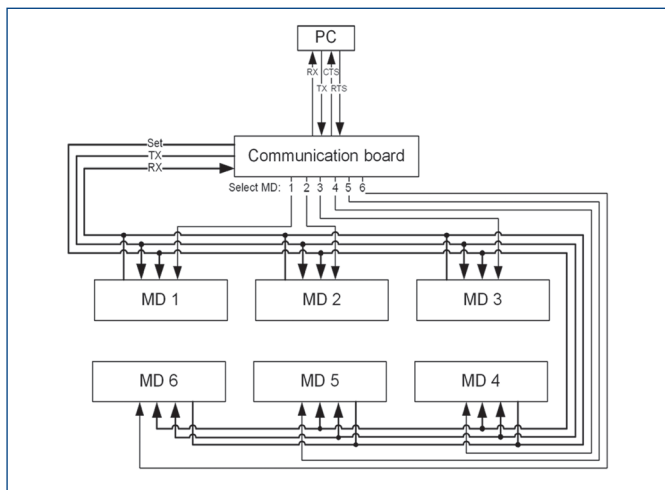 PC
RX CTS
TX RTS
Set
TX
RX
Communication board
Select MD: 1 2 3 4 5 6
MD 1 MD 2 MD 3
MD 6 MD 5 MD 4